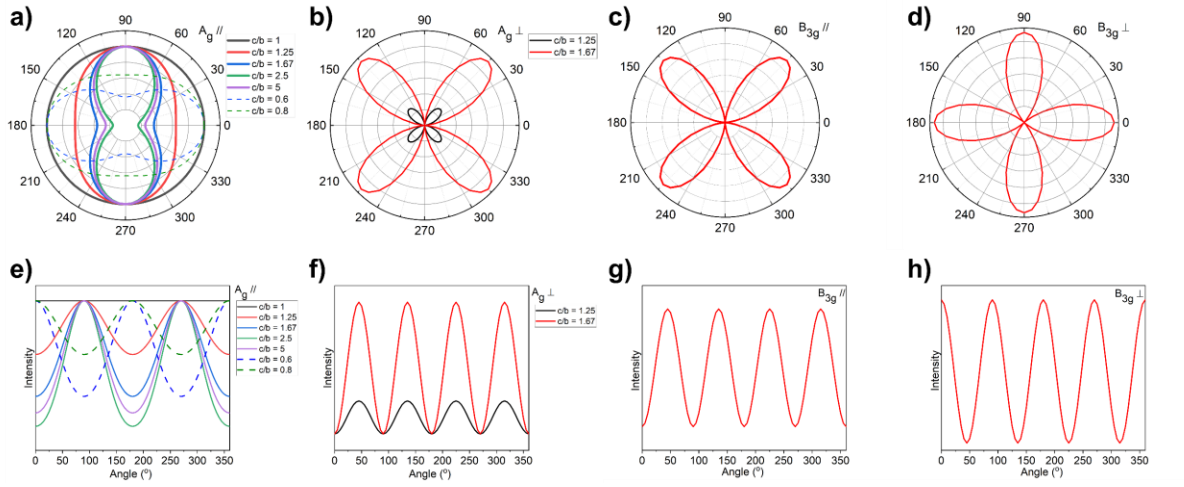 a)
A_g //
c/b = 1
c/b = 1.25
c/b = 1.67
c/b = 2.5
c/b = 5
c/b = 0.6
c/b = 0.8
90
60
30
0
330
300
270
240
210
180
150
120
b)
A_g ⊥
c/b = 1.25
c/b = 1.67
90
60
30
0
330
300
270
240
210
180
150
120
c)
B_3g //
90
60
30
0
330
300
270
240
210
180
150
120
d)
B_3g ⊥
90
60
30
0
330
300
270
240
210
180
150
120
e)
A_g //
c/b = 1
c/b = 1.25
c/b = 1.67
c/b = 2.5
c/b = 5
c/b = 0.6
c/b = 0.8
Intensity
0 50 100 150 200 250 300 350
Angle (°)
f)
A_g ⊥
c/b = 1.25
c/b = 1.67
Intensity
0 50 100 150 200 250 300 350
Angle (°)
g)
B_3g //
Intensity
0 50 100 150 200 250 300 350
Angle (°)
h)
B_3g ⊥
Intensity
0 50 100 150 200 250 300 350
Angle (°)